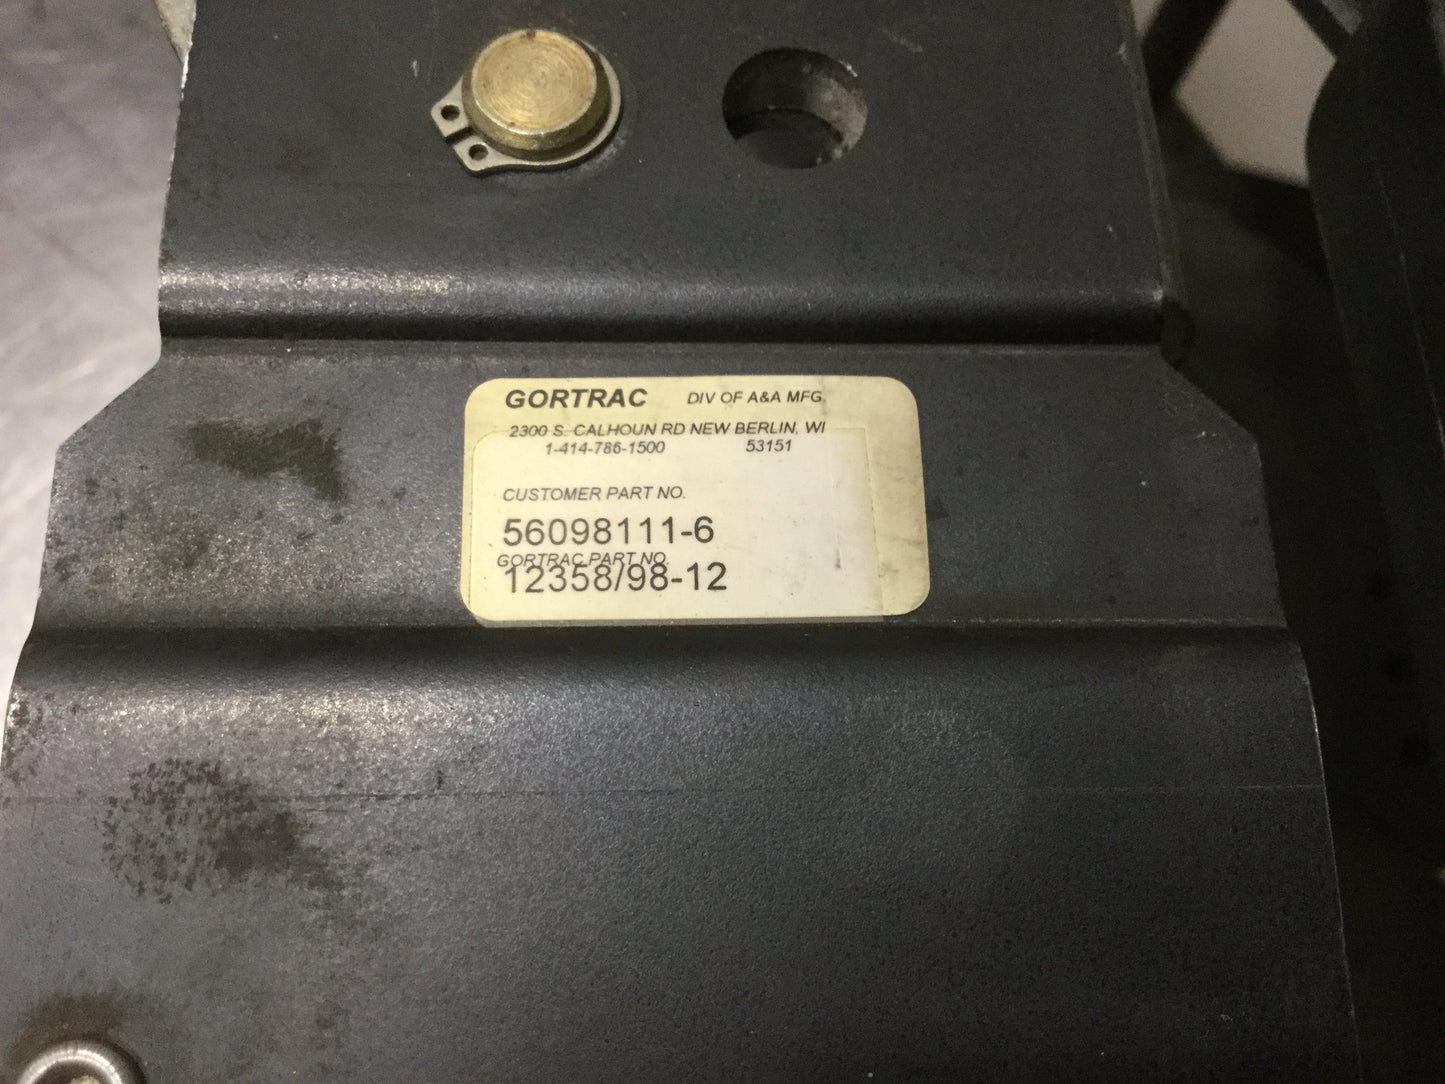 GORTRAC DIV OF A&A MFG.
2300 S. CALHOUN RD NEW BERLIN, WI
1-414-786-1500 53151
CUSTOMER PART NO.
56098111-6
GORTRAC PART NO
12358/98-12